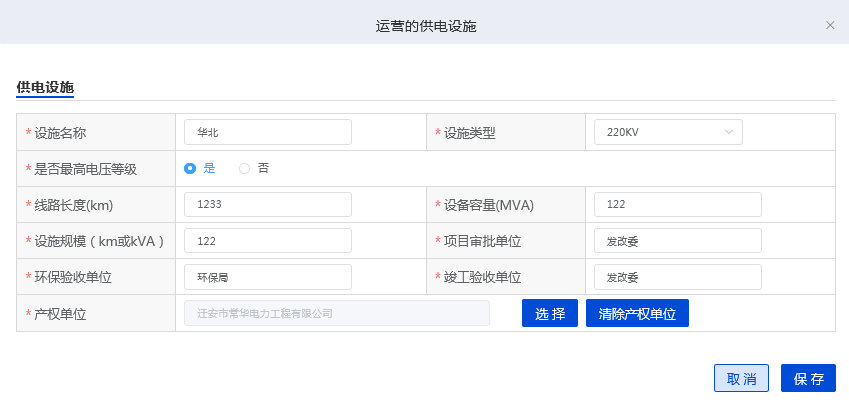 运营的供电设施
供电设施
* 设施名称 华北 * 设施类型 220KV
* 是否最高电压等级 是 否
* 线路长度(km) 1233 * 设备容量(MVA) 122
* 设施规模（km或kVA） 122 * 项目审批单位 发改委
* 环保验收单位 环保局 * 竣工验收单位 发改委
* 产权单位 迁安市常华电力工程有限公司 选 择 清除产权单位
取 消 保 存